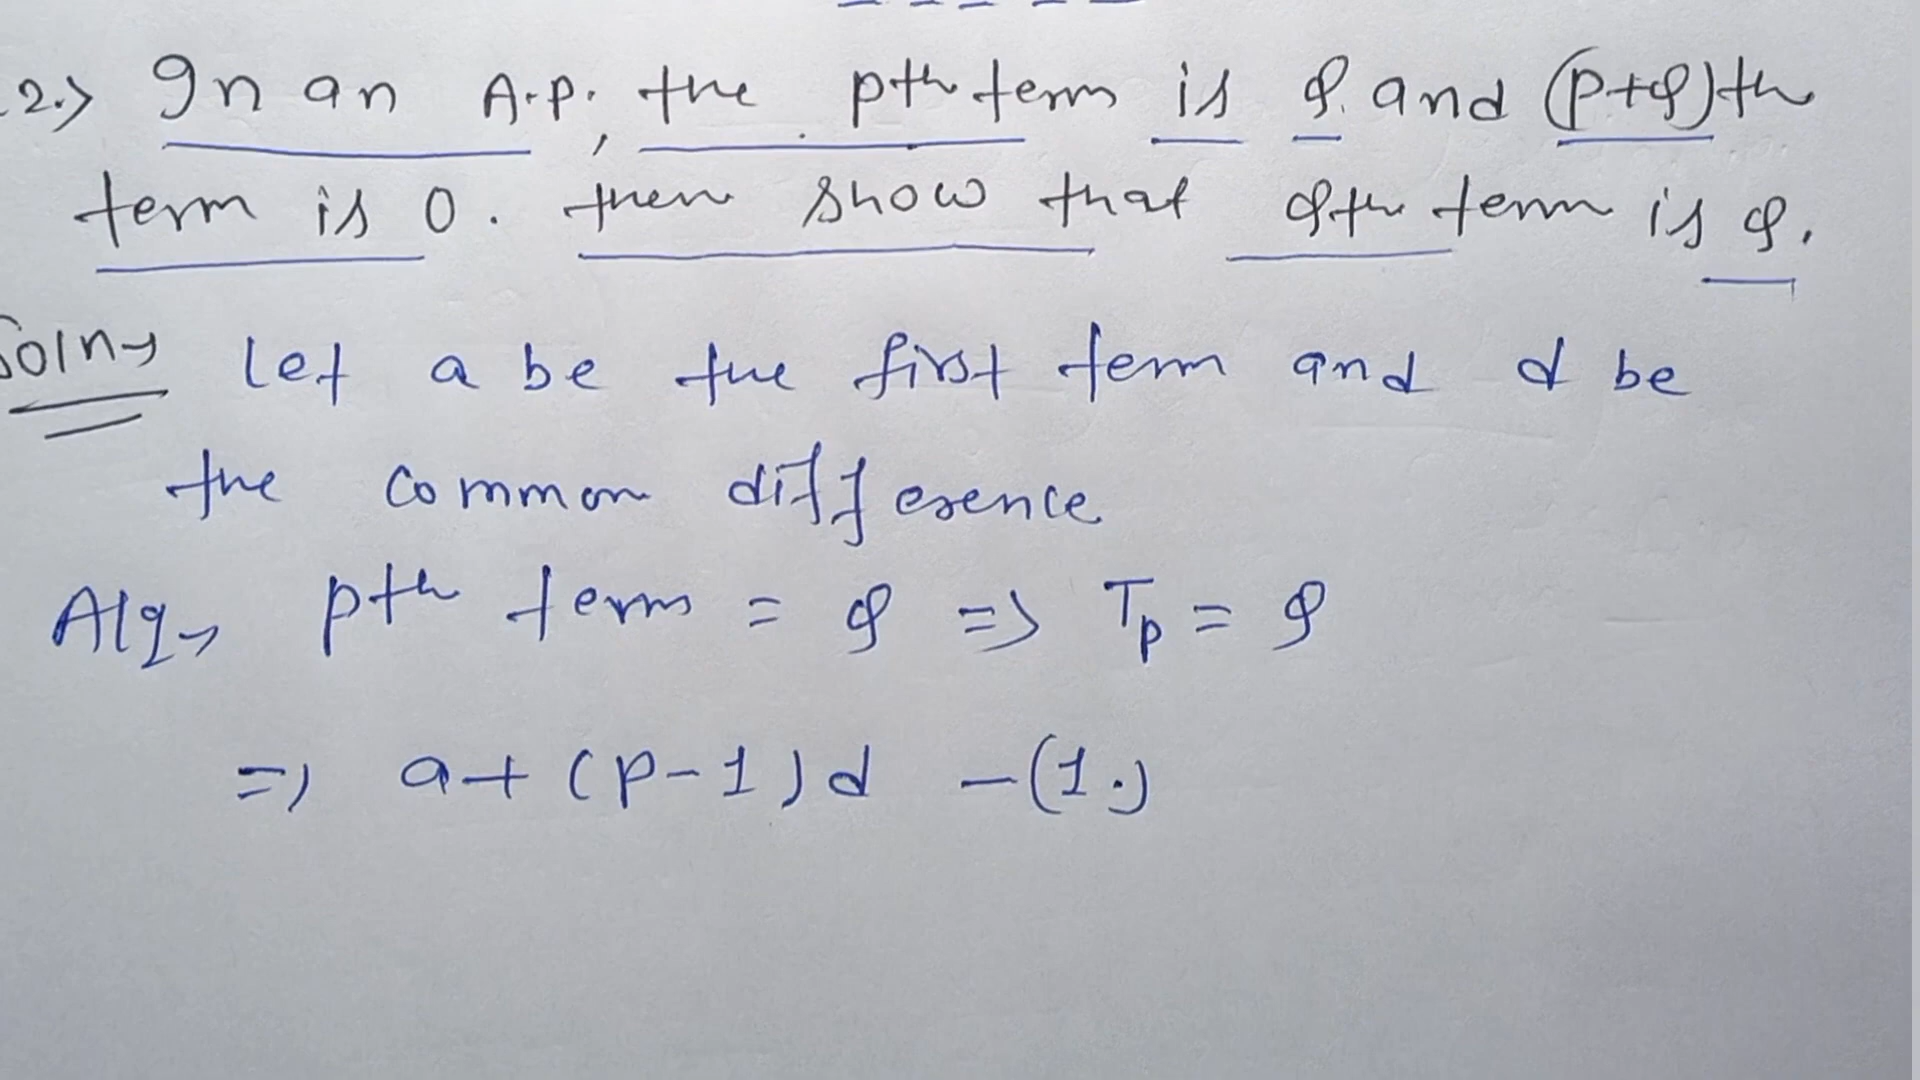 2.) In an A.P., the pth term is q and (p+q)th
term is 0. then show that qth term is q.
Soln→ Let a be the first term and d be
the common difference
Alq→ pth term = q => Tp = q
=> a+(p-1)d -(1.)